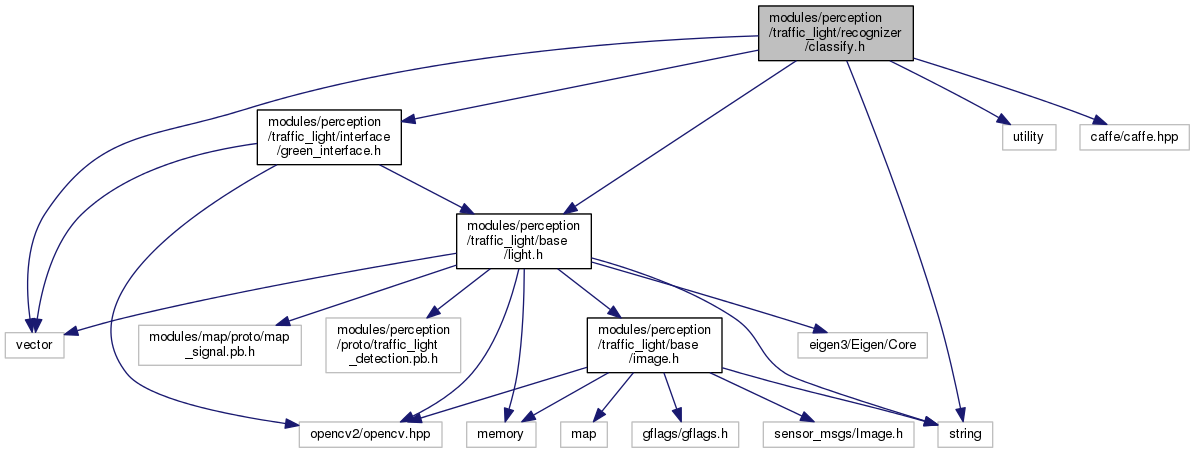 modules/perception
/traffic_light/recognizer
/classify.h
modules/perception
/traffic_light/interface
/green_interface.h
utility
caffe/caffe.hpp
modules/perception
/traffic_light/base
/light.h
vector
modules/map/proto/map
_signal.pb.h
modules/perception
/proto/traffic_light
_detection.pb.h
modules/perception
/traffic_light/base
/image.h
eigen3/Eigen/Core
opencv2/opencv.hpp
memory
map
gflags/gflags.h
sensor_msgs/Image.h
string